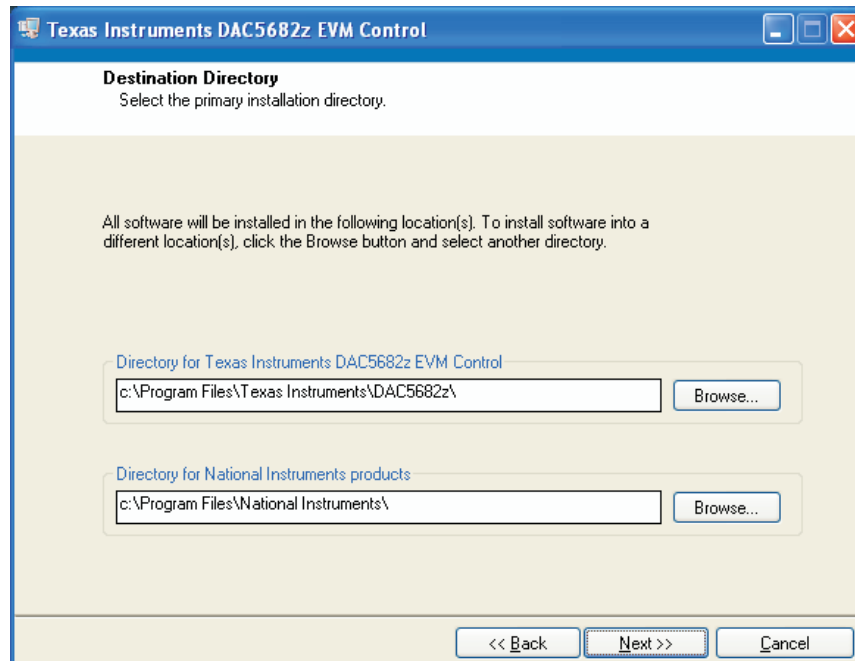 Texas Instruments DAC5682z EVM Control
Destination Directory
Select the primary installation directory.
All software will be installed in the following location(s). To install software into a
different location(s), click the Browse button and select another directory.
Directory for Texas Instruments DAC5682z EVM Control
c:\Program Files\Texas Instruments\DAC5682z\
Browse...
Directory for National Instruments products
c:\Program Files\National Instruments\
Browse...
<< Back
Next >>
Cancel